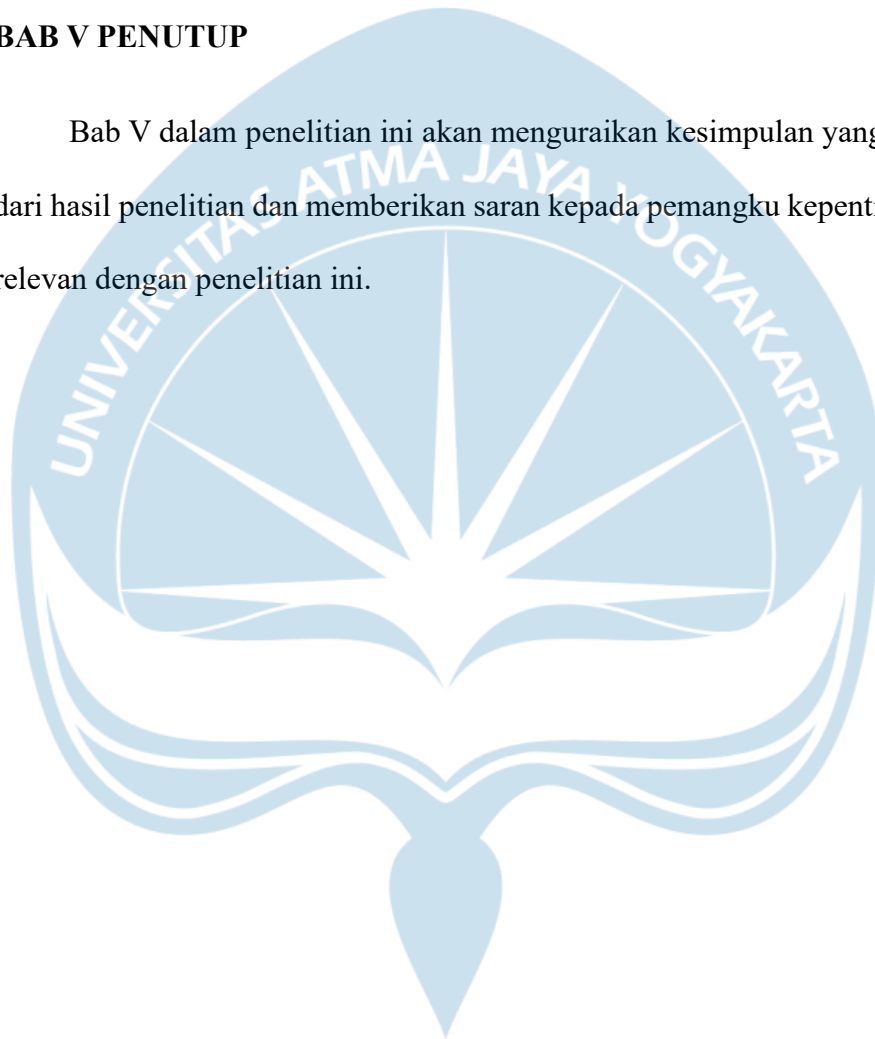 BAB V PENUTUP
Bab V dalam penelitian ini akan menguraikan kesimpulan yang
dari hasil penelitian dan memberikan saran kepada pemangku
relevan dengan penelitian ini.
UNIVERSITAS ATMA JAYA YOGYAKARTA